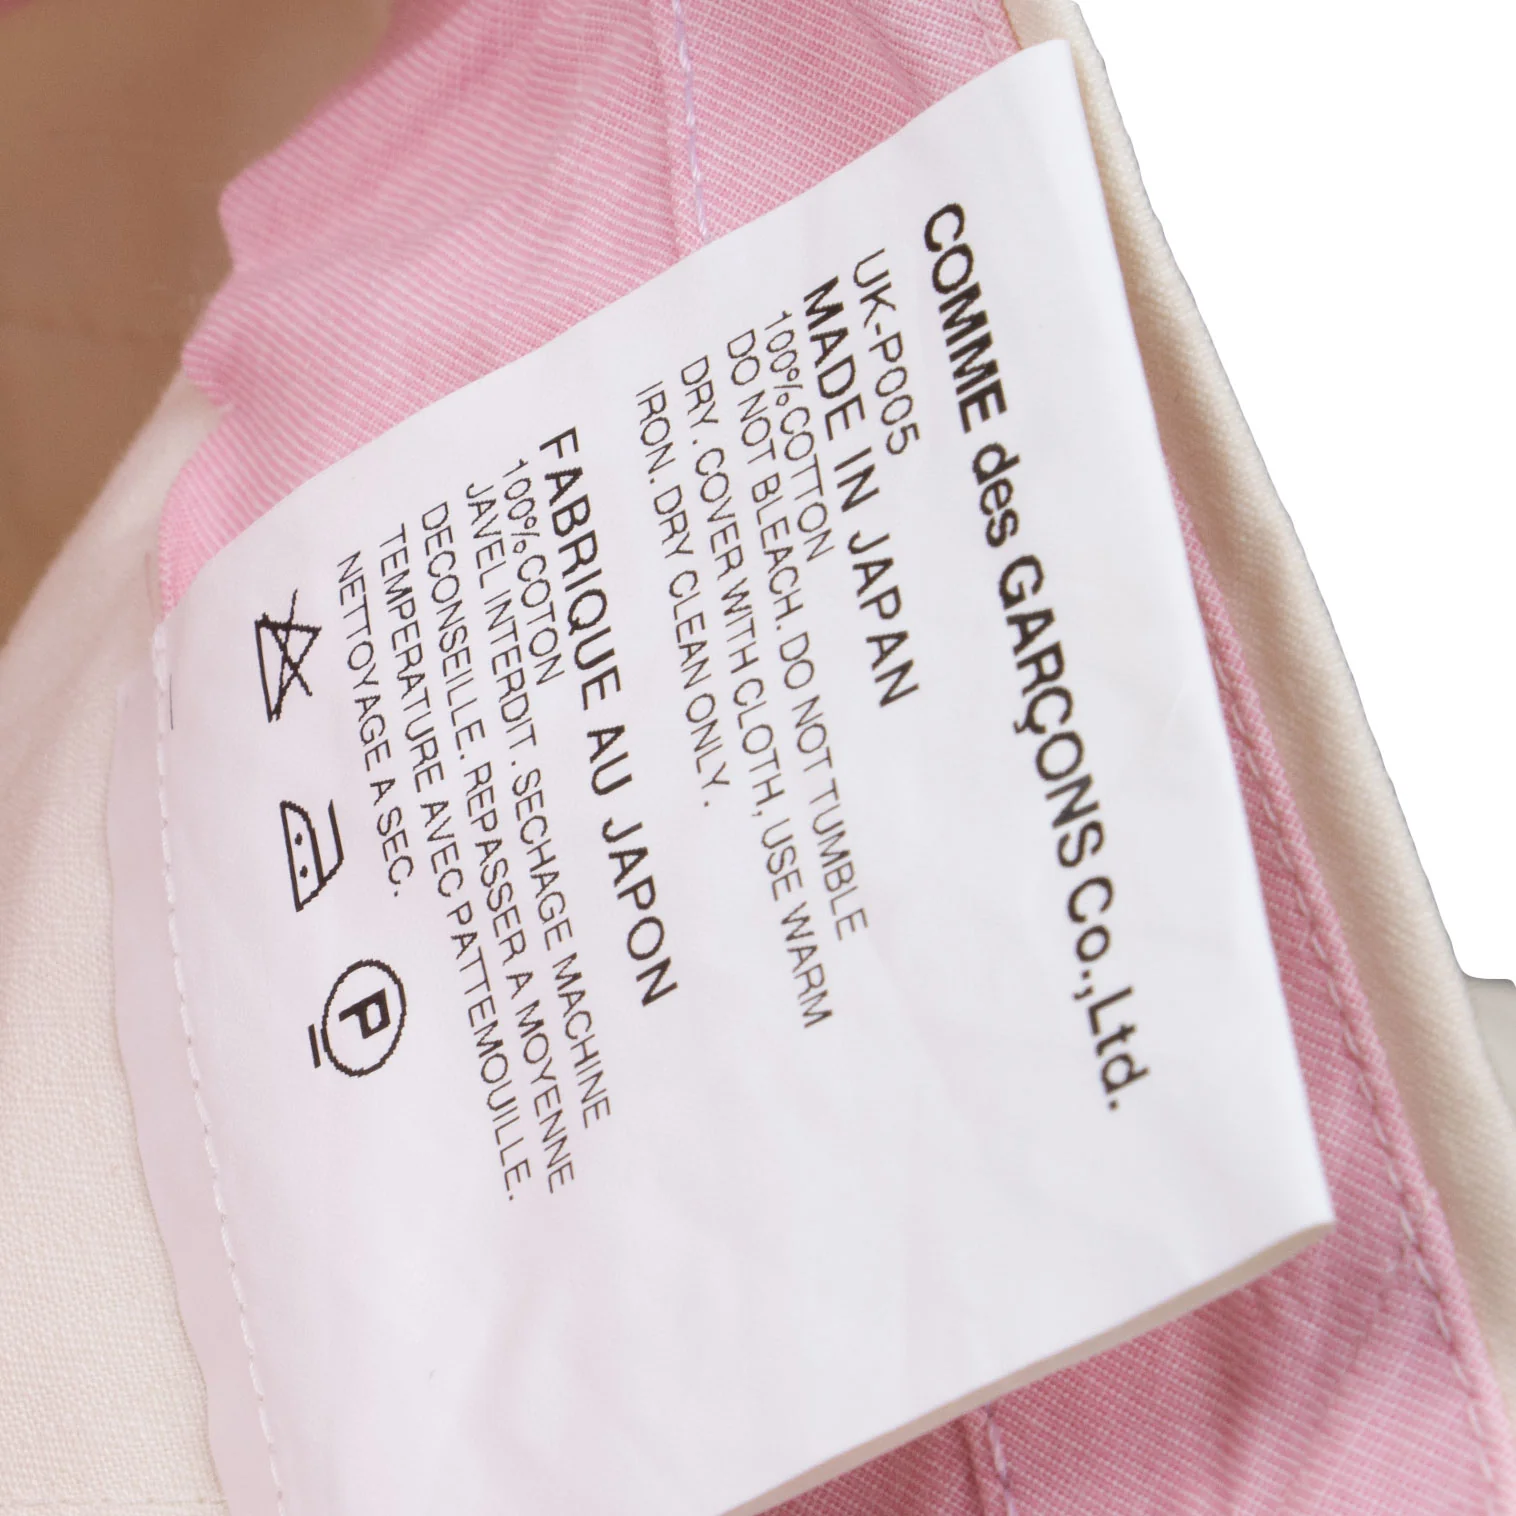 COMME des GARÇONS Co.,Ltd.
UK-P005
MADE IN JAPAN
100%COTTON
DO NOT BLEACH. DO NOT TUMBLE
DRY. COVER WITH CLOTH, USE WARM
IRON. DRY CLEAN ONLY.
FABRIQUE AU JAPON
100%COTON
JAVEL INTERDIT. SECHAGE MACHINE
DECONSEILLE. REPASSER A MOYENNE
TEMPERATURE AVEC PATTEMOUILLE.
NETTOYAGE A SEC.
P